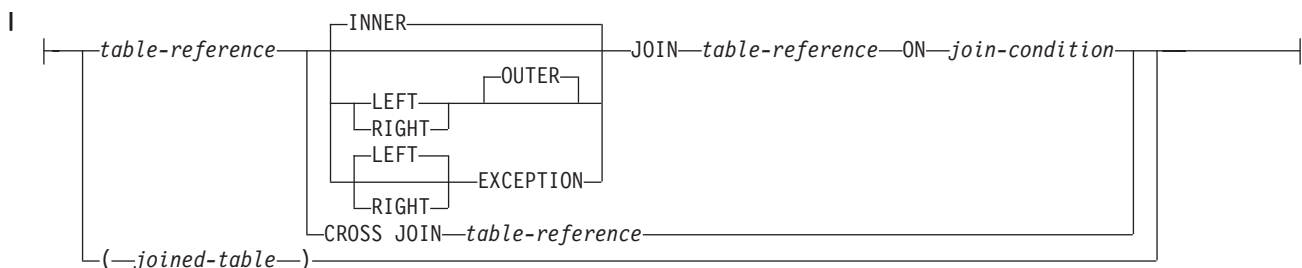 INNER
table-reference JOIN table-reference ON join-condition
OUTER
LEFT
RIGHT
LEFT
EXCEPTION
RIGHT
CROSS JOIN table-reference
( joined-table )